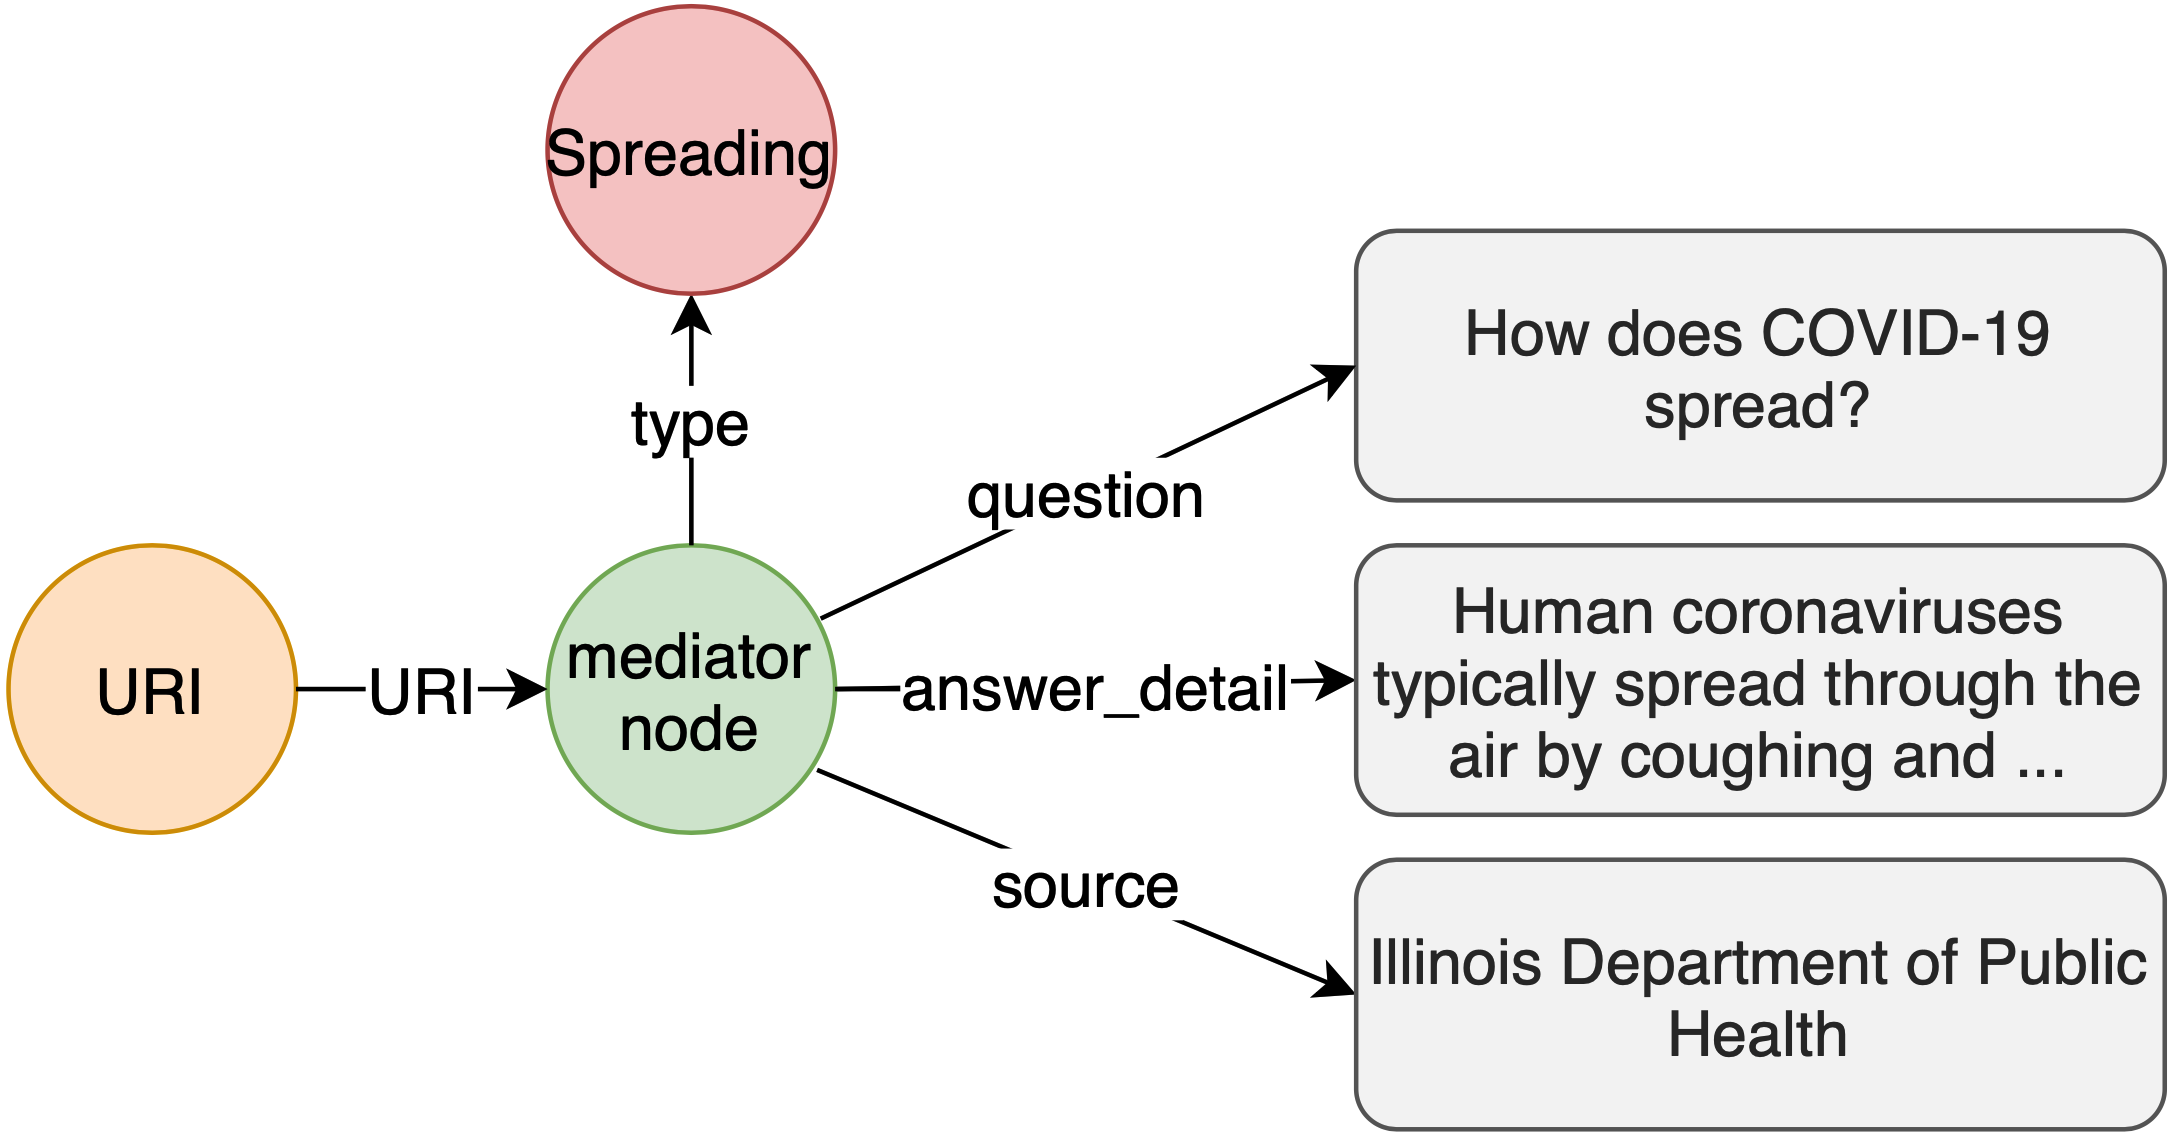 Spreading
type
URI
URI
mediator
node
question
answer_detail
source
How does COVID-19
spread?
Human coronaviruses
typically spread through the
air by coughing and ...
Illinois Department of Public
Health